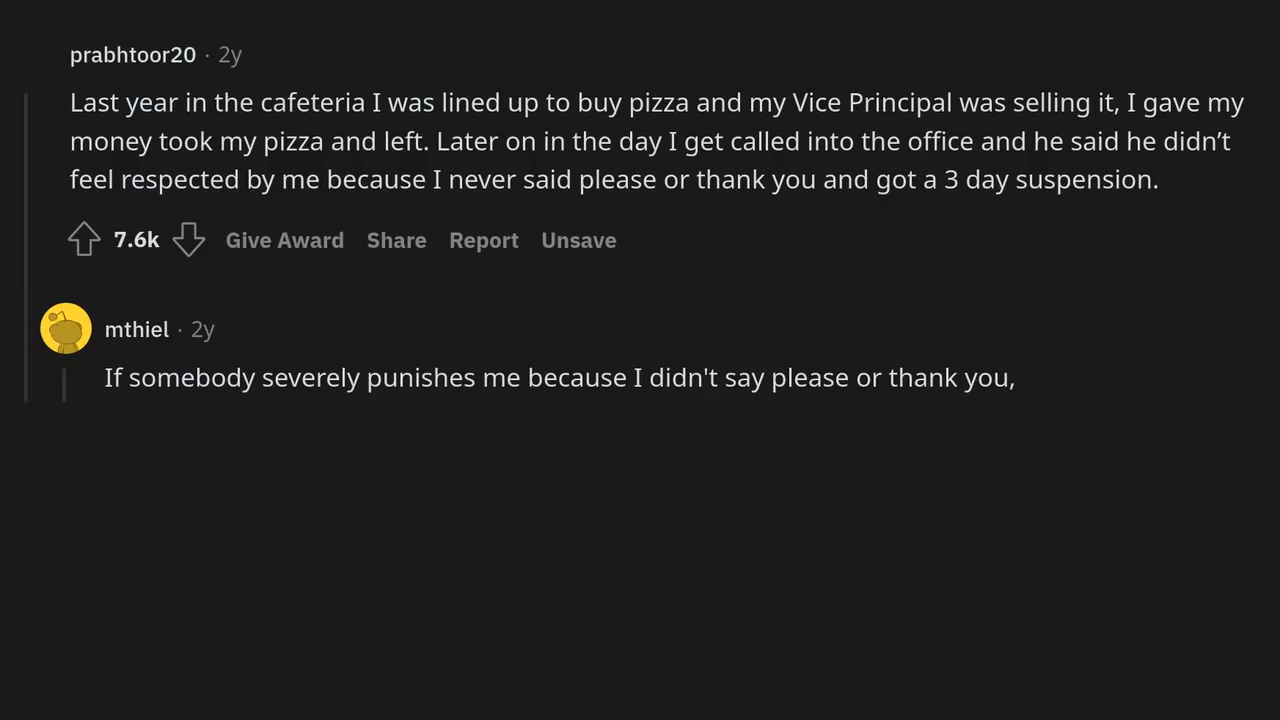 prabhtoor20 · 2y
Last year in the cafeteria I was lined up to buy pizza and my Vice Principal was selling it, I gave my
money took my pizza and left. Later on in the day I get called into the office and he said he didn’t
feel respected by me because I never said please or thank you and got a 3 day suspension.
7.6k Give Award Share Report Unsave
mthiel · 2y
If somebody severely punishes me because I didn't say please or thank you,